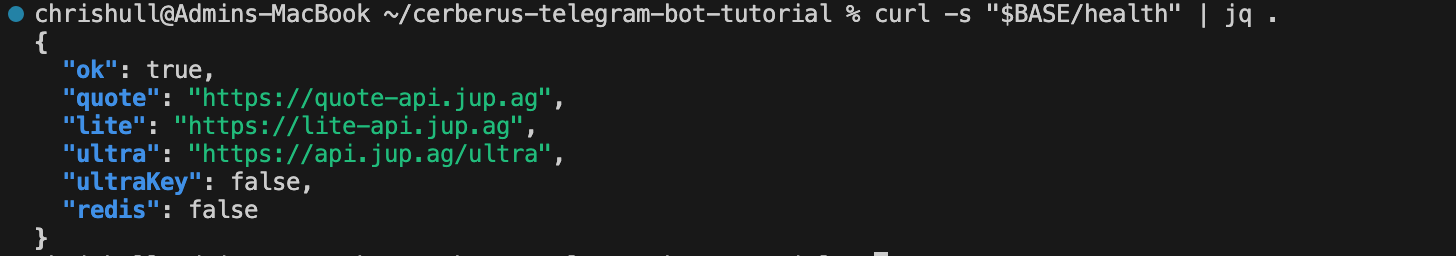 chrishull@Admins-MacBook ~/cerberus-telegram-bot-tutorial % curl -s "$BASE/health" | jq .
{
  "ok": true,
  "quote": "https://quote-api.jup.ag",
  "lite": "https://lite-api.jup.ag",
  "ultra": "https://api.jup.ag/ultra",
  "ultraKey": false,
  "redis": false
}